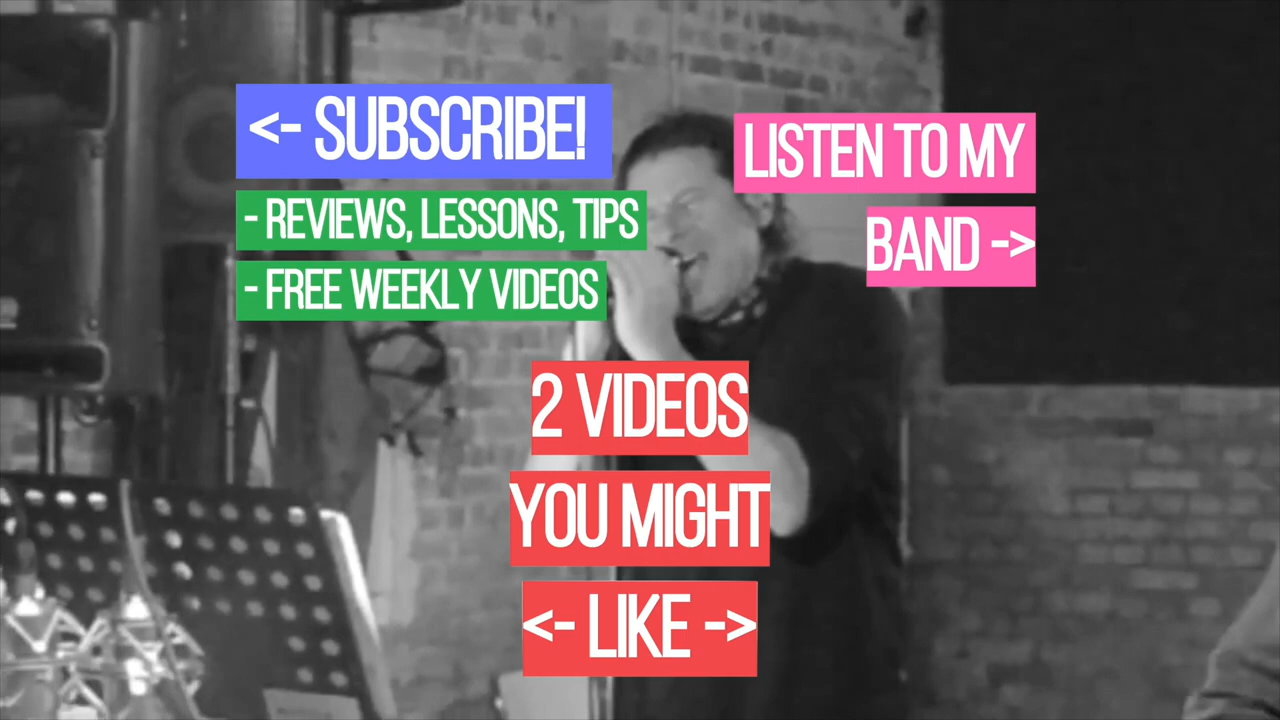 <- SUBSCRIBE!
- REVIEWS, LESSONS, TIPS
- FREE WEEKLY VIDEOS
LISTEN TO MY
BAND ->
2 VIDEOS
YOU MIGHT
<- LIKE ->